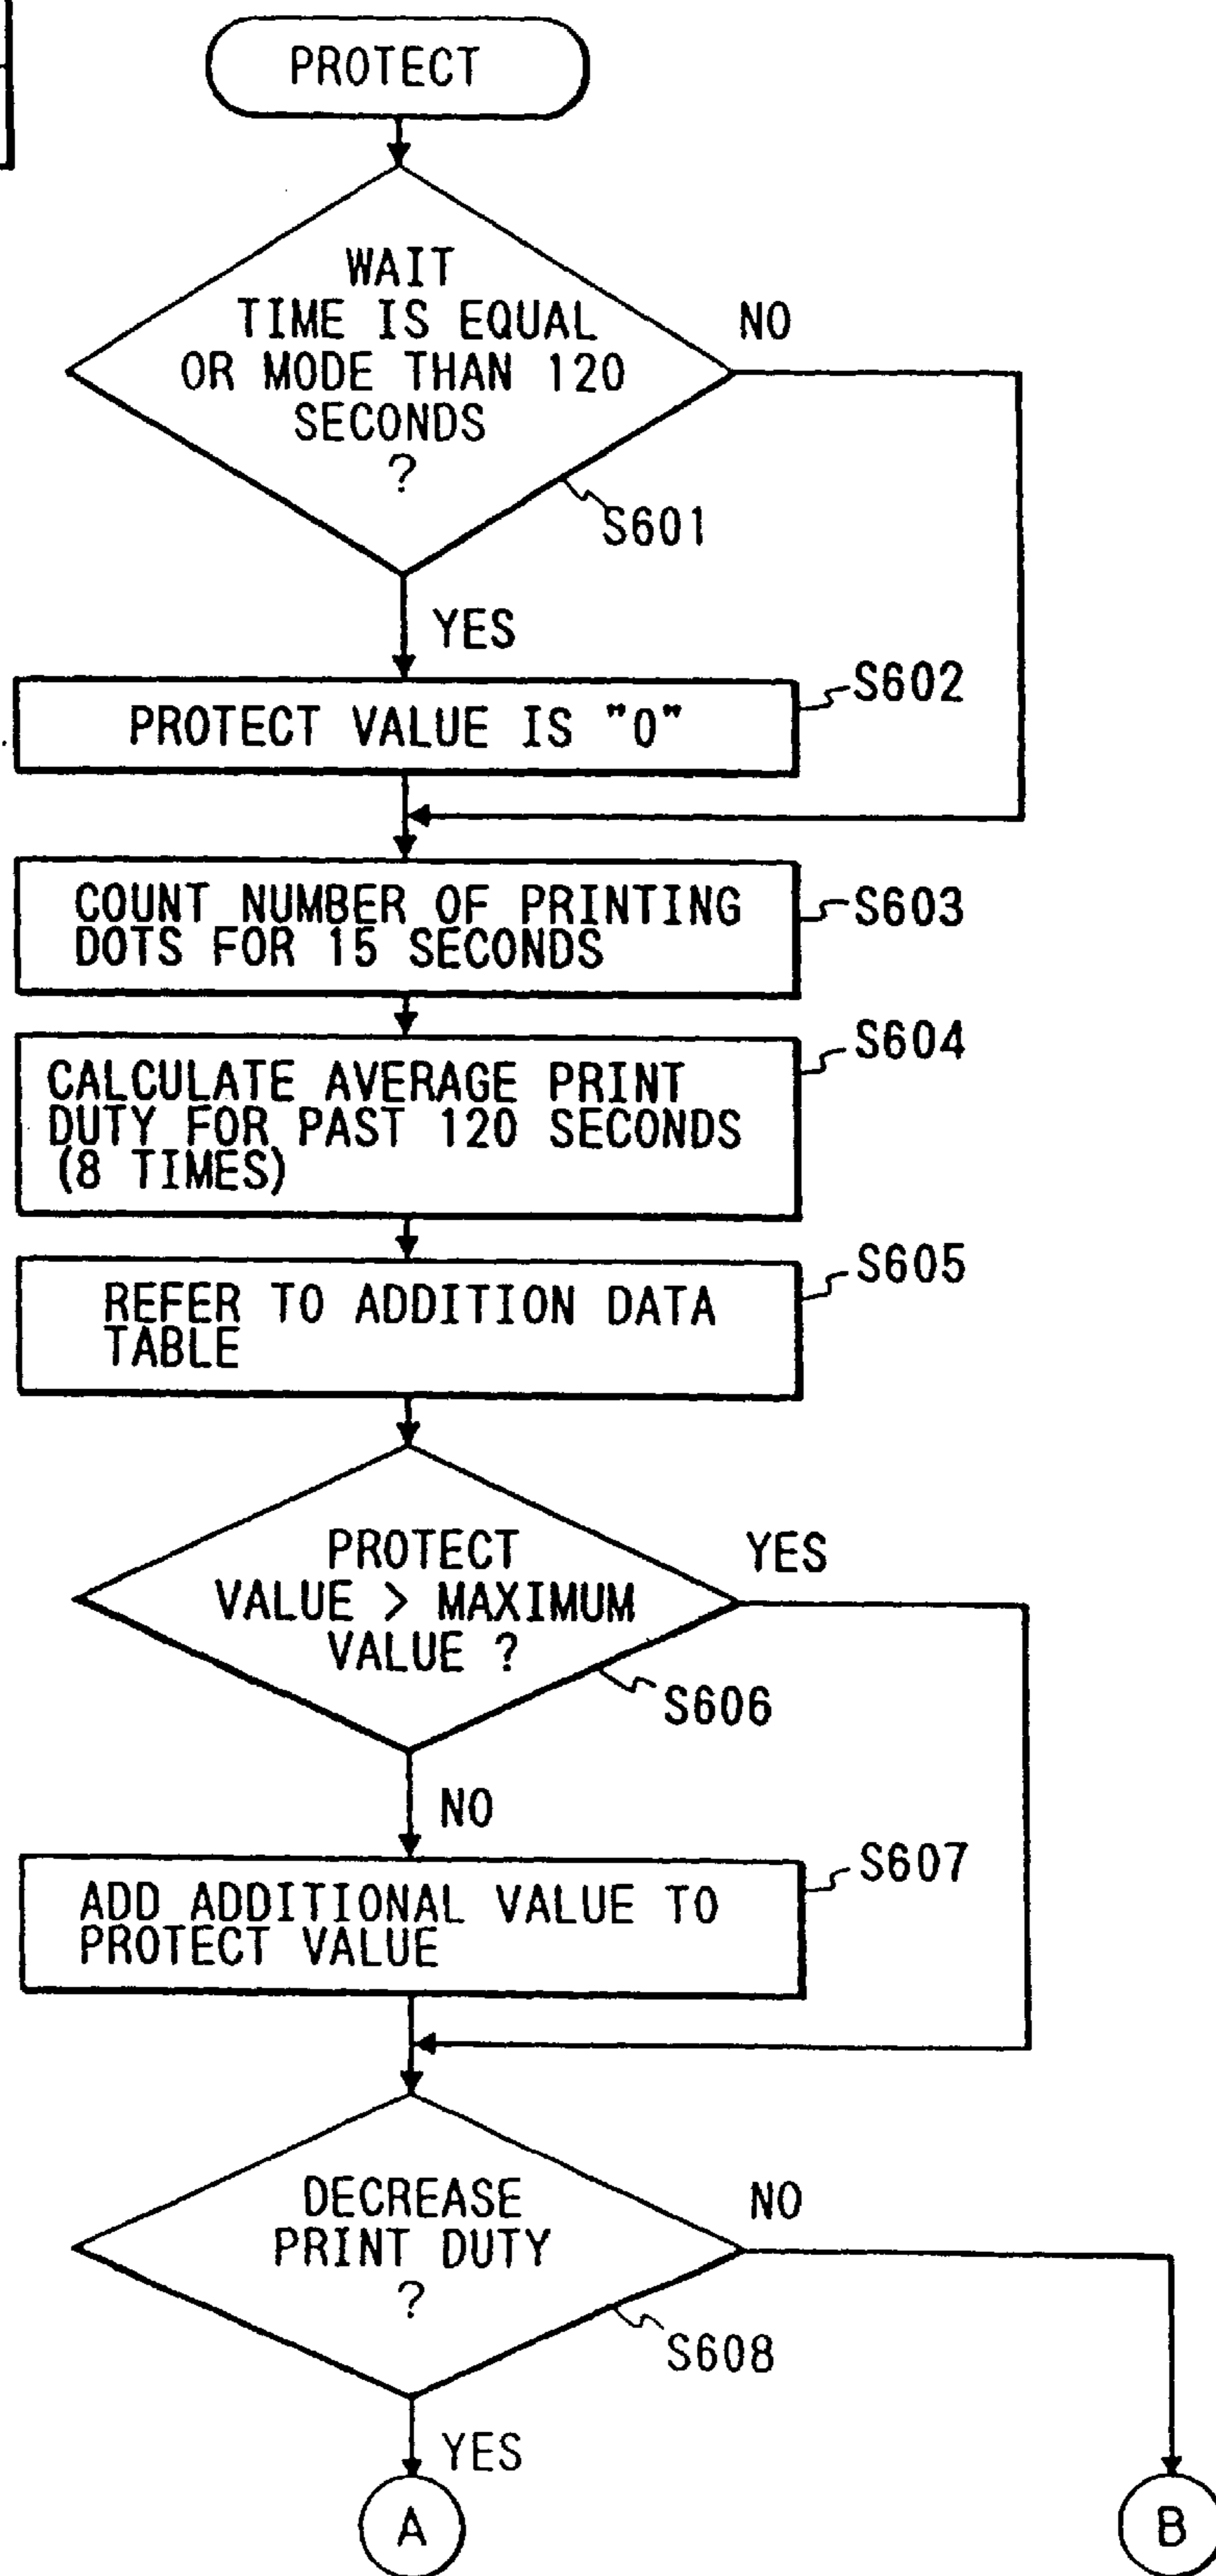 PROTECT
WAIT
TIME IS EQUAL
OR MODE THAN 120
SECONDS
?
NO
S601
YES
S602
PROTECT VALUE IS "0"
COUNT NUMBER OF PRINTING
DOTS FOR 15 SECONDS
S603
S604
CALCULATE AVERAGE PRINT
DUTY FOR PAST 120 SECONDS
(8 TIMES)
S605
REFER TO ADDITION DATA
TABLE
PROTECT
VALUE > MAXIMUM
VALUE ?
YES
S606
NO
S607
ADD ADDITIONAL VALUE TO
PROTECT VALUE
DECREASE
PRINT DUTY
?
NO
S608
YES
A
B